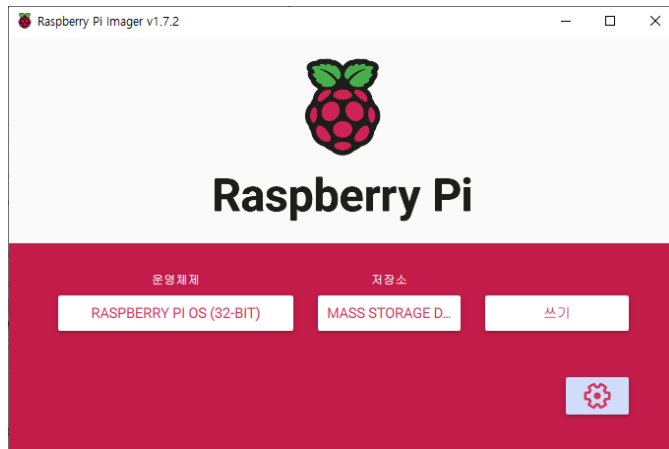 Raspberry Pi Imager v1.7.2
Raspberry Pi
운영체제
저장소
RASPBERRY PI OS (32-BIT)
MASS STORAGE D...
쓰기